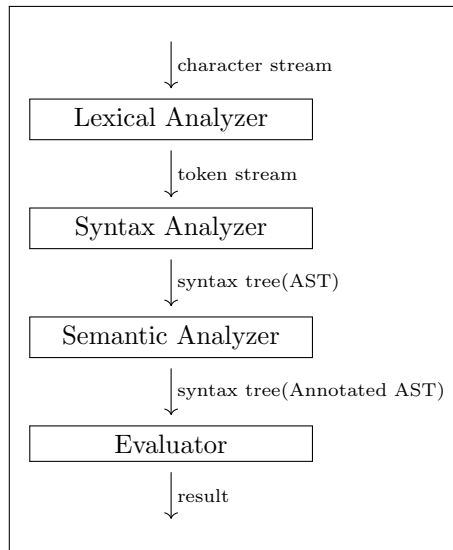 character stream
Lexical Analyzer
token stream
Syntax Analyzer
syntax tree(AST)
Semantic Analyzer
syntax tree(Annotated AST)
Evaluator
result